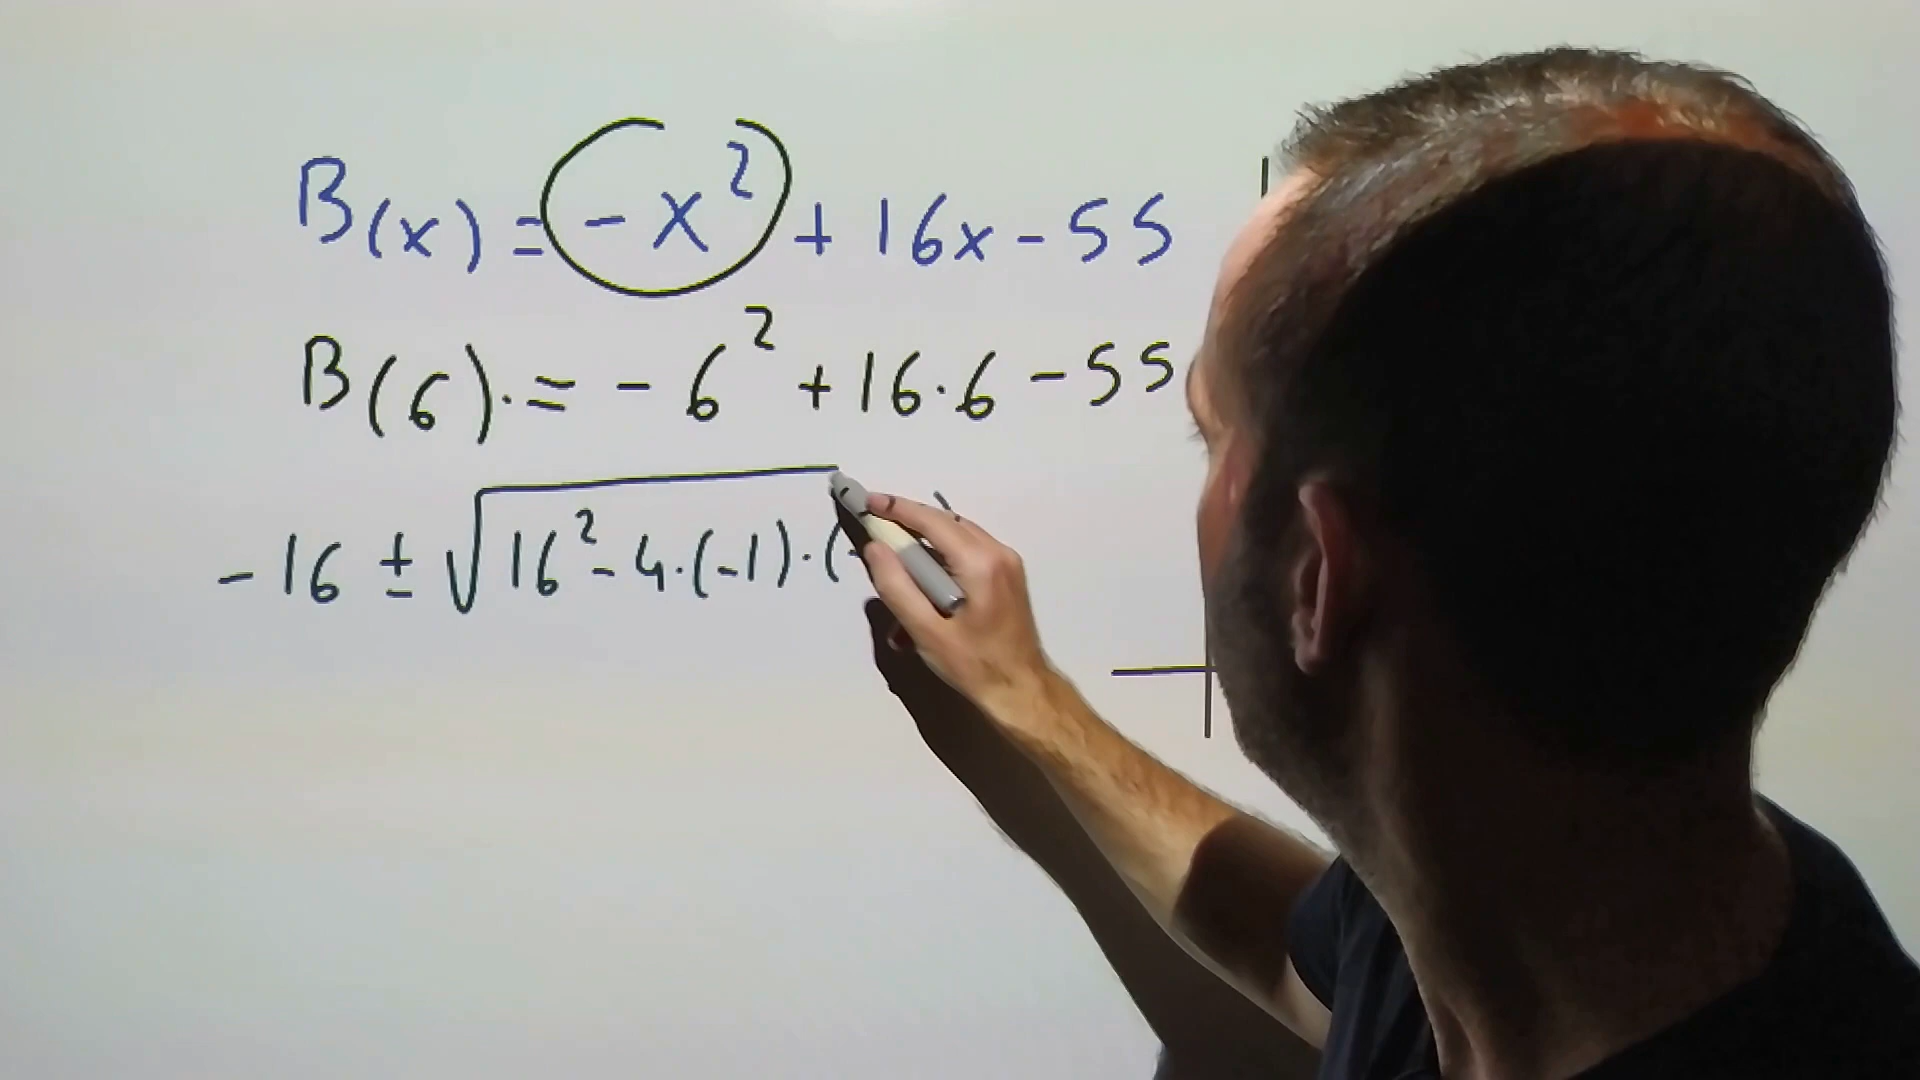 B(x) = -x² + 16x - 55
B(6) · = - 6² + 16·6 - 55
-16 ± √16² - 4·(-1)·(-